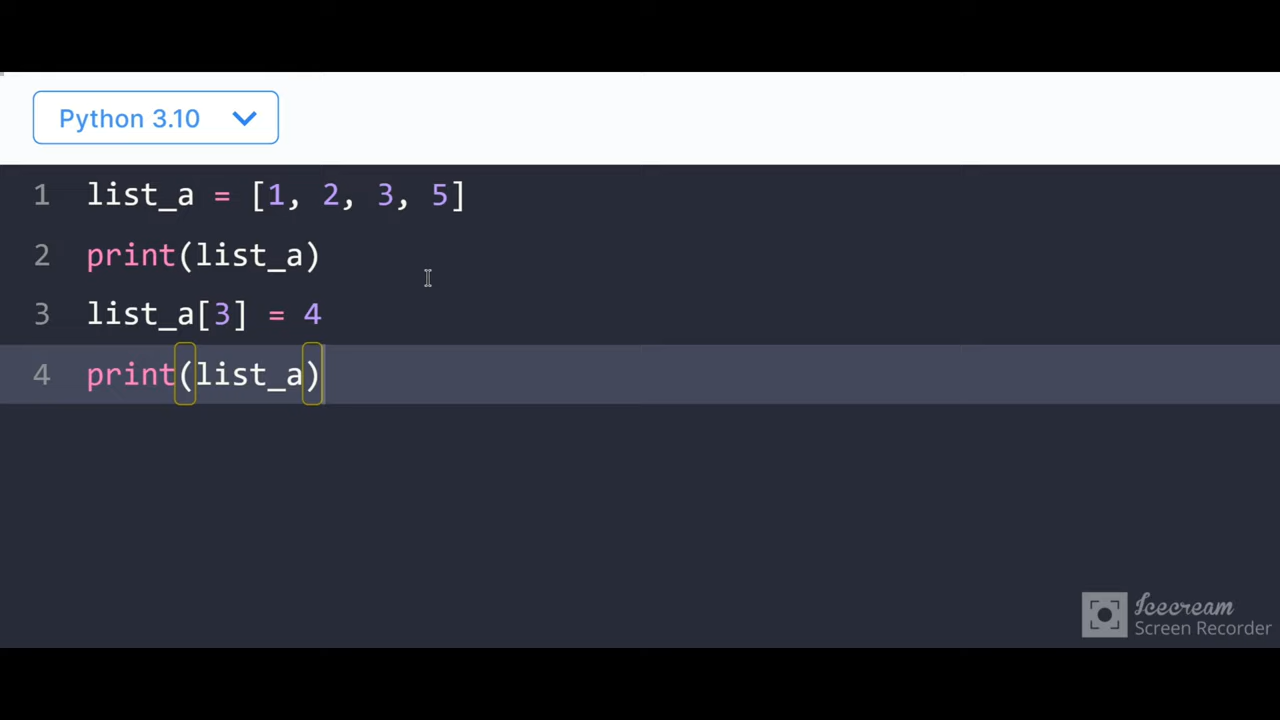 Python 3.10
1 list_a = [1, 2, 3, 5]
2 print(list_a)
3 list_a[3] = 4
4 print(list_a)
Icecream
Screen Recorder